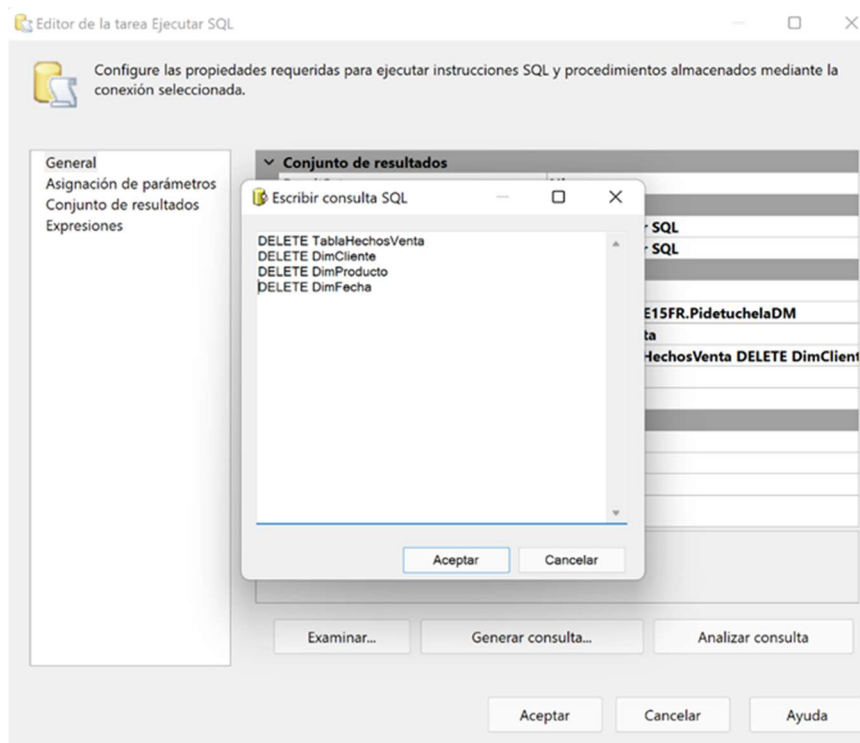 Editor de la tarea Ejecutar SQL
Configure las propiedades requeridas para ejecutar instrucciones SQL y procedimientos almacenados mediante la
conexión seleccionada.
General
Asignación de parámetros
Conjunto de resultados
Expresiones
Conjunto de resultados
Escribir consulta SQL
DELETE TablaHechosVenta
DELETE DimCliente
DELETE DimProducto
DELETE DimFecha
SQL
SQL
E15FR.PidetuchelaDM
ta
HechosVenta DELETE DimClient
Aceptar
Cancelar
Examinar...
Generar consulta...
Analizar consulta
Aceptar
Cancelar
Ayuda